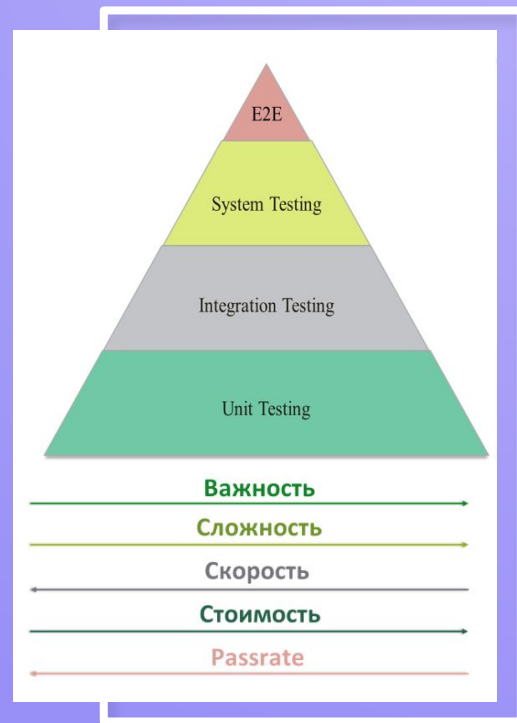 E2E
System Testing
Integration Testing
Unit Testing
Важность
Сложность
Скорость
Стоимость
Passrate